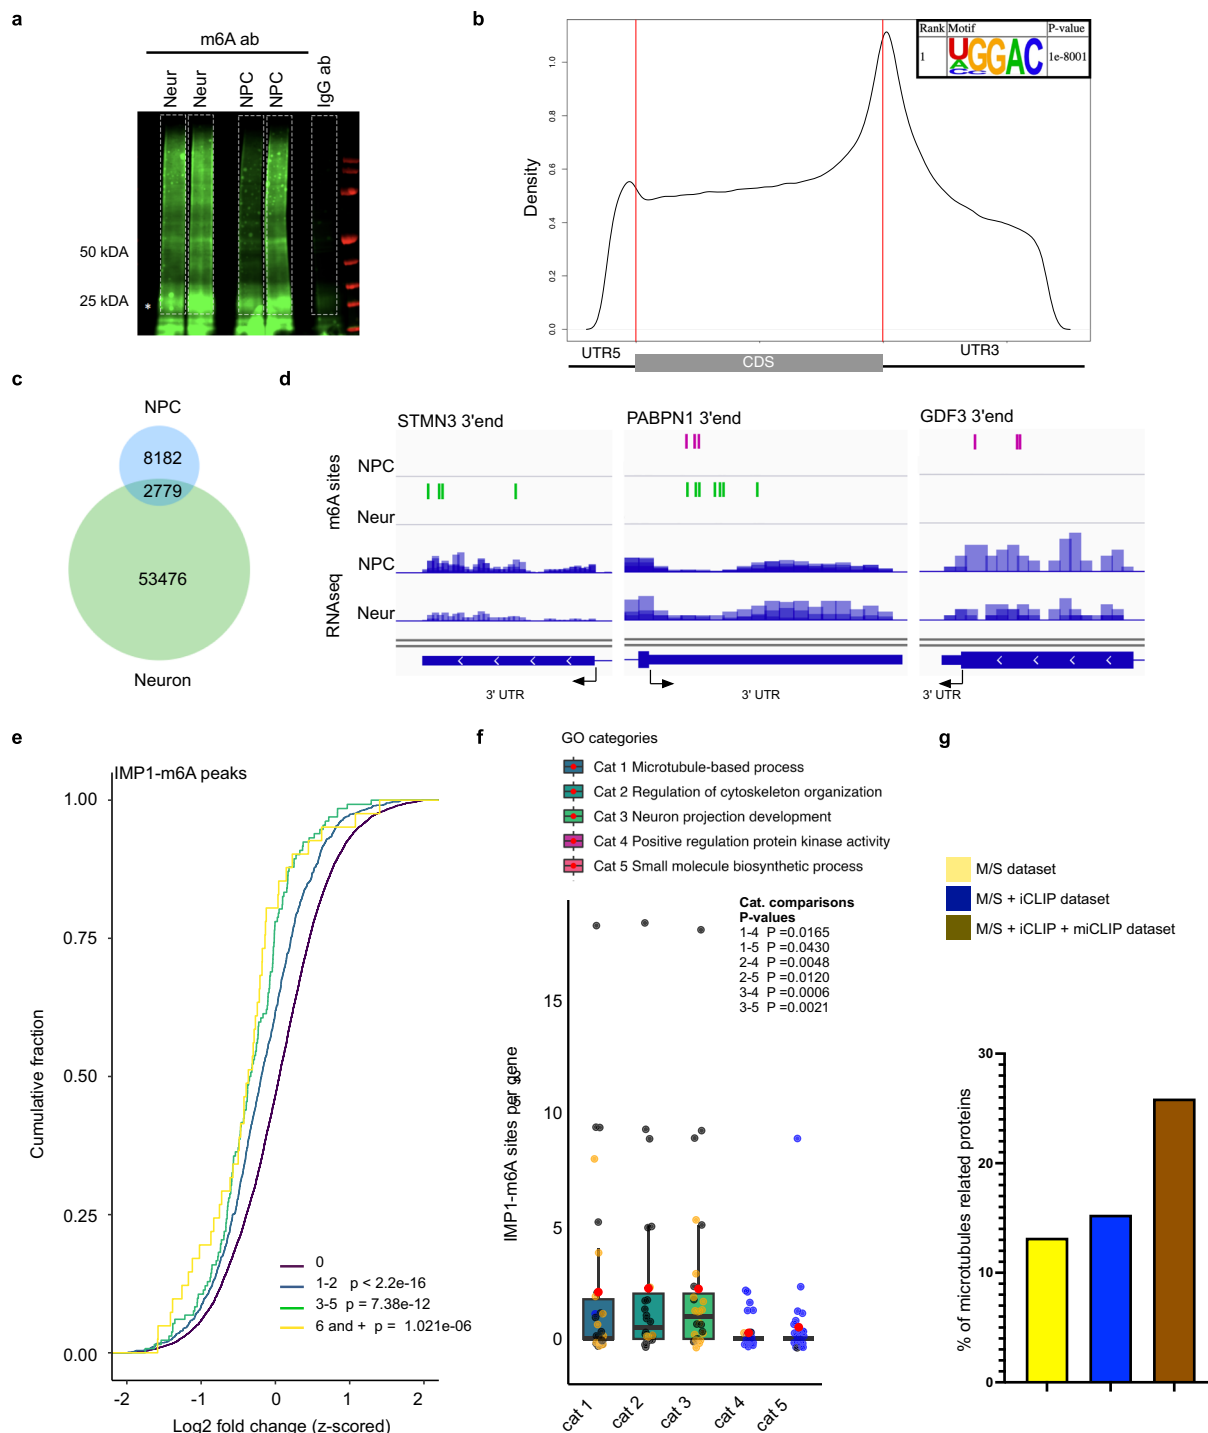 a
m6A ab
Neur
Neur
NPC
NPC
IgG ab
50 kDA
25 kDA
*
b
Rank Motif P-value
1 UGGAC 1e-8001
Density
0.0
0.2
0.4
0.6
0.8
1.0
UTR5
CDS
UTR3
c
NPC
8182
2779
53476
Neuron
d
STMN3 3'end
PABPN1 3'end
GDF3 3'end
m6A sites
NPC
Neur
RNAseq
NPC
Neur
3' UTR
3' UTR
3' UTR
e
IMP1-m6A peaks
Cumulative fraction
1.00
0.75
0.50
0.25
0.00
0
1-2 p < 2.2e-16
3-5 p = 7.38e-12
6 and + p = 1.021e-06
-2 -1 0 1 2
Log2 fold change (z-scored)
f
GO categories
Cat 1 Microtubule-based process
Cat 2 Regulation of cytoskeleton organization
Cat 3 Neuron projection development
Cat 4 Positive regulation protein kinase activity
Cat 5 Small molecule biosynthetic process
Cat. comparisons
P-values
1-4 P =0.0165
1-5 P =0.0430
2-4 P =0.0048
2-5 P =0.0120
3-4 P =0.0006
3-5 P =0.0021
IMP1-m6A sites per gene
15
10
5
0
cat 1
cat 2
cat 3
cat 4
cat 5
g
M/S dataset
M/S + iCLIP dataset
M/S + iCLIP + miCLIP dataset
% of microtubules related proteins
30
20
10
0